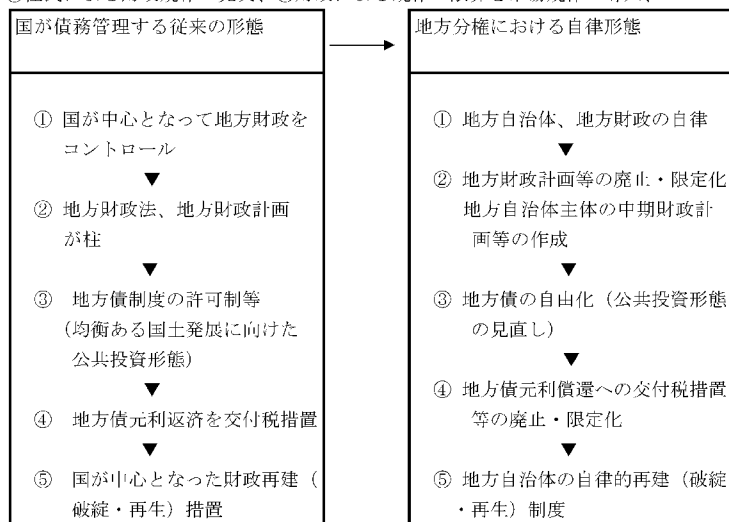 国が債務管理する従来の形態
① 国が中心となって地方財政を
コントロール
▼
② 地方財政法、地方財政計画
が柱
▼
③ 地方債制度の許可制等
(均衡ある国土発展に向けた
公共投資形態)
▼
④ 地方債元利返済を交付税措置
▼
⑤ 国が中心となった財政再建(
破綻・再生)措置
地方分権における自律形態
① 地方自治体、地方財政の自律
▼
② 地方財政計画等の廃止・限定化
地方自治体主体の中期財政計
画等の作成
▼
③ 地方債の自由化(公共投資形態
の見直し)
▼
④ 地方債元利償還への交付税措置
等の廃止・限定化
▼
⑤ 地方自治体の自律的再建(破綻
・再生)制度